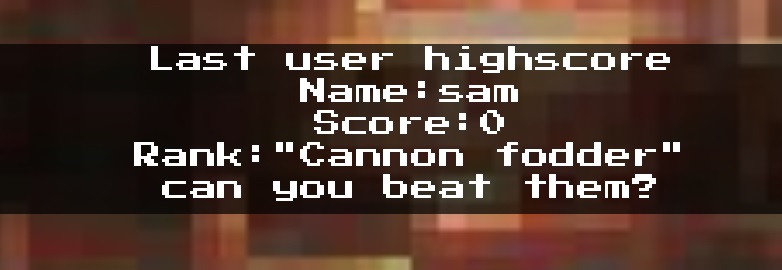 Last user highscore
Name:sam
Score:0
Rank:"Cannon fodder"
can you beat them?